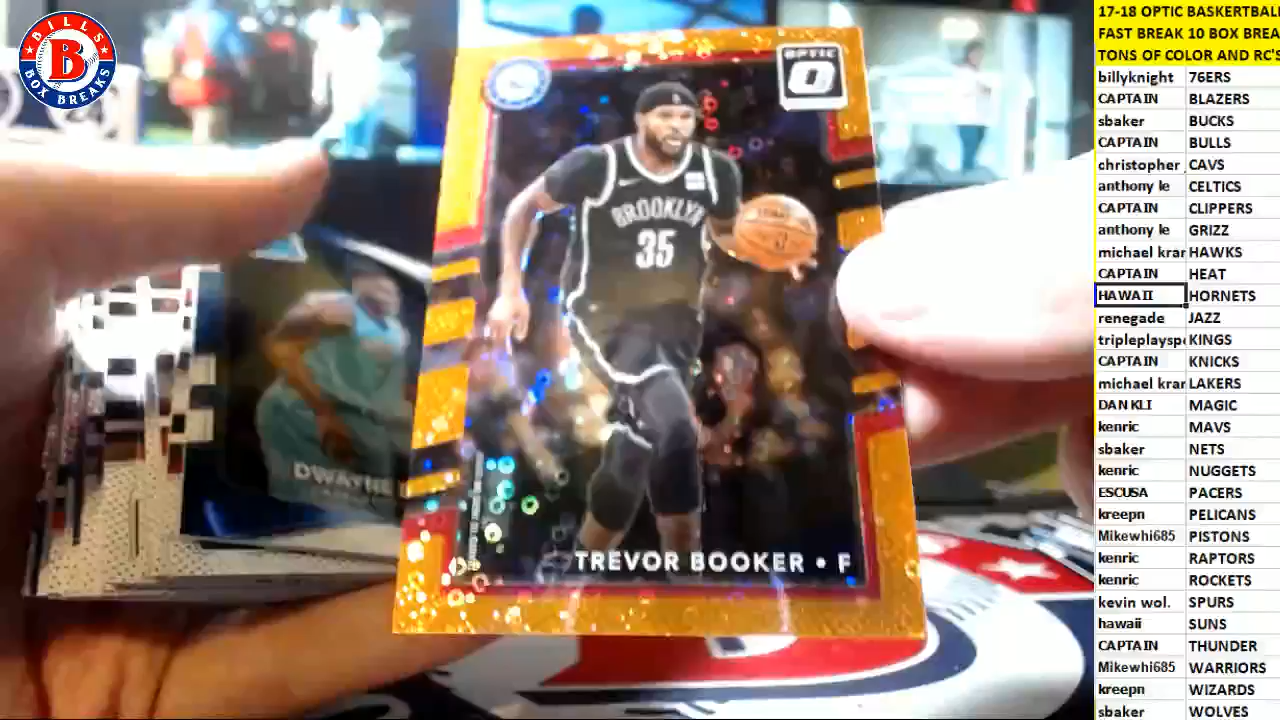 BILLS
B
BOX BREAKS
OPTIC
O
BROOKLYN
35
TREVOR BOOKER • F
DWAYNE
17-18 OPTIC BASKERTBALL
FAST BREAK 10 BOX BREA
TONS OF COLOR AND RC'S
billyknight 76ERS
CAPTAIN BLAZERS
sbaker BUCKS
CAPTAIN BULLS
christopher CAVS
anthony le CELTICS
CAPTAIN CLIPPERS
anthony le GRIZZ
michael krar HAWKS
CAPTAIN HEAT
HAWAII HORNETS
renegade JAZZ
tripleplayspo KINGS
CAPTAIN KNICKS
michael krar LAKERS
DAN KLI MAGIC
kenric MAVS
sbaker NETS
kenric NUGGETS
ESCUSA PACERS
kreepn PELICANS
Mikewhi685 PISTONS
kenric RAPTORS
kenric ROCKETS
kevin wol. SPURS
hawaii SUNS
CAPTAIN THUNDER
Mikewhi685 WARRIORS
kreepn WIZARDS
sbaker WOLVES